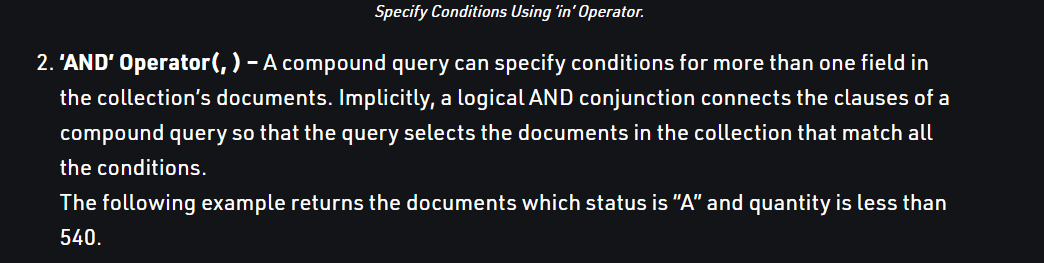 Specify Conditions Using 'in' Operator.
2. 'AND' Operator(, ) – A compound query can specify conditions for more than one field in
the collection's documents. Implicitly, a logical AND conjunction connects the clauses of a
compound query so that the query selects the documents in the collection that match all
the conditions.
The following example returns the documents which status is "A" and quantity is less than
540.